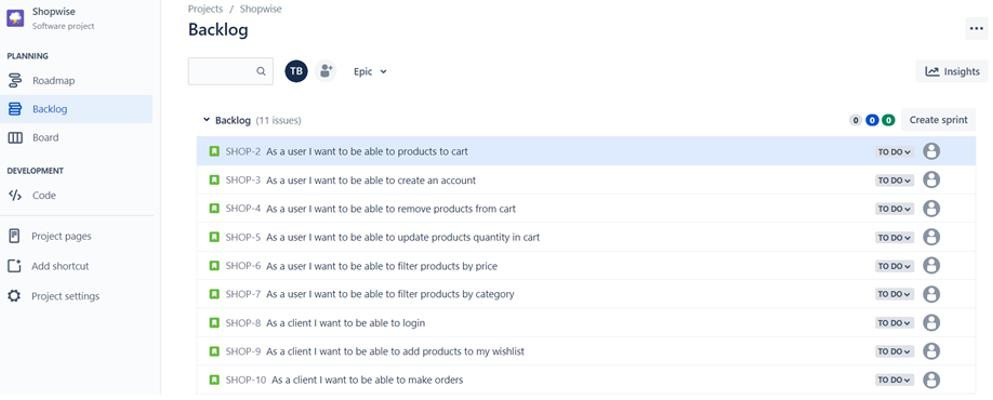 Shopwise
Software project
PLANNING
Roadmap
Backlog
Board
DEVELOPMENT
Code
Project pages
Add shortcut
Project settings
Projects / Shopwise
Backlog
TB
Epic
Insights
Backlog (11 issues)
0 0 0 Create sprint
SHOP-2 As a user I want to be able to products to cart TO DO
SHOP-3 As a user I want to be able to create an account TO DO
SHOP-4 As a user I want to be able to remove products from cart TO DO
SHOP-5 As a user I want to be able to update products quantity in cart TO DO
SHOP-6 As a user I want to be able to filter products by price TO DO
SHOP-7 As a user I want to be able to filter products by category TO DO
SHOP-8 As a client I want to be able to login TO DO
SHOP-9 As a client I want to be able to add products to my wishlist TO DO
SHOP-10 As a client I want to be able to make orders TO DO